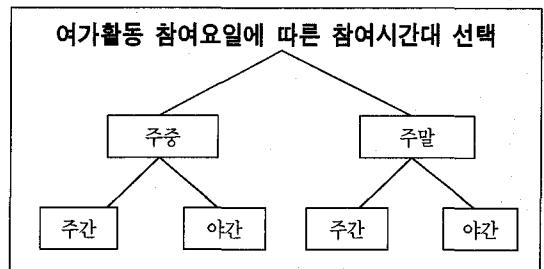 여가활동 참여요일에 따른 참여시간대 선택
주중 주말
주간 야간 주간 야간